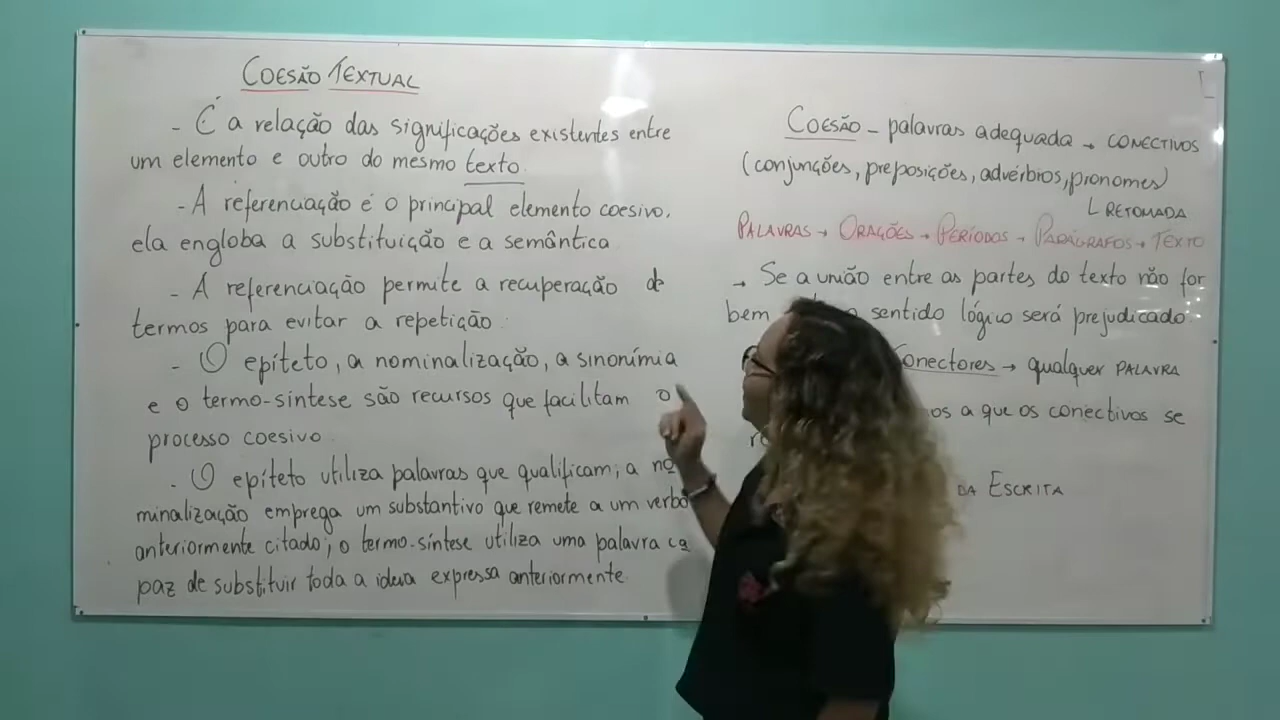 COESÃO TEXTUAL
- É a relação das significações existentes entre
um elemento e outro do mesmo texto.
- A referenciação é o principal elemento coesivo,
ela engloba a substituição e a semântica
- A referenciação permite a recuperação de
termos para evitar a repetição.
- O epíteto, a nominalização, a sinonímia
e o termo-síntese são recursos que facilitam o
processo coesivo.
- O epíteto utiliza palavras que qualificam; a no
minalização emprega um substantivo que remete a um verbo
anteriormente citado; o termo-síntese utiliza uma palavra ca
paz de substituir toda a ideia expressa anteriormente.
COESÃO - palavras adequada → CONECTIVOS
(conjunções, preposições, advérbios, pronomes)
RETOMADA
PALAVRAS → ORAÇÕES → PERÍODOS → PARÁGRAFOS → TEXTO
→ Se a união entre as partes do texto não for
bem sentido lógico será prejudicado.
Conectores → qualquer PALAVRA
a que os conectivos se
DA ESCRITA